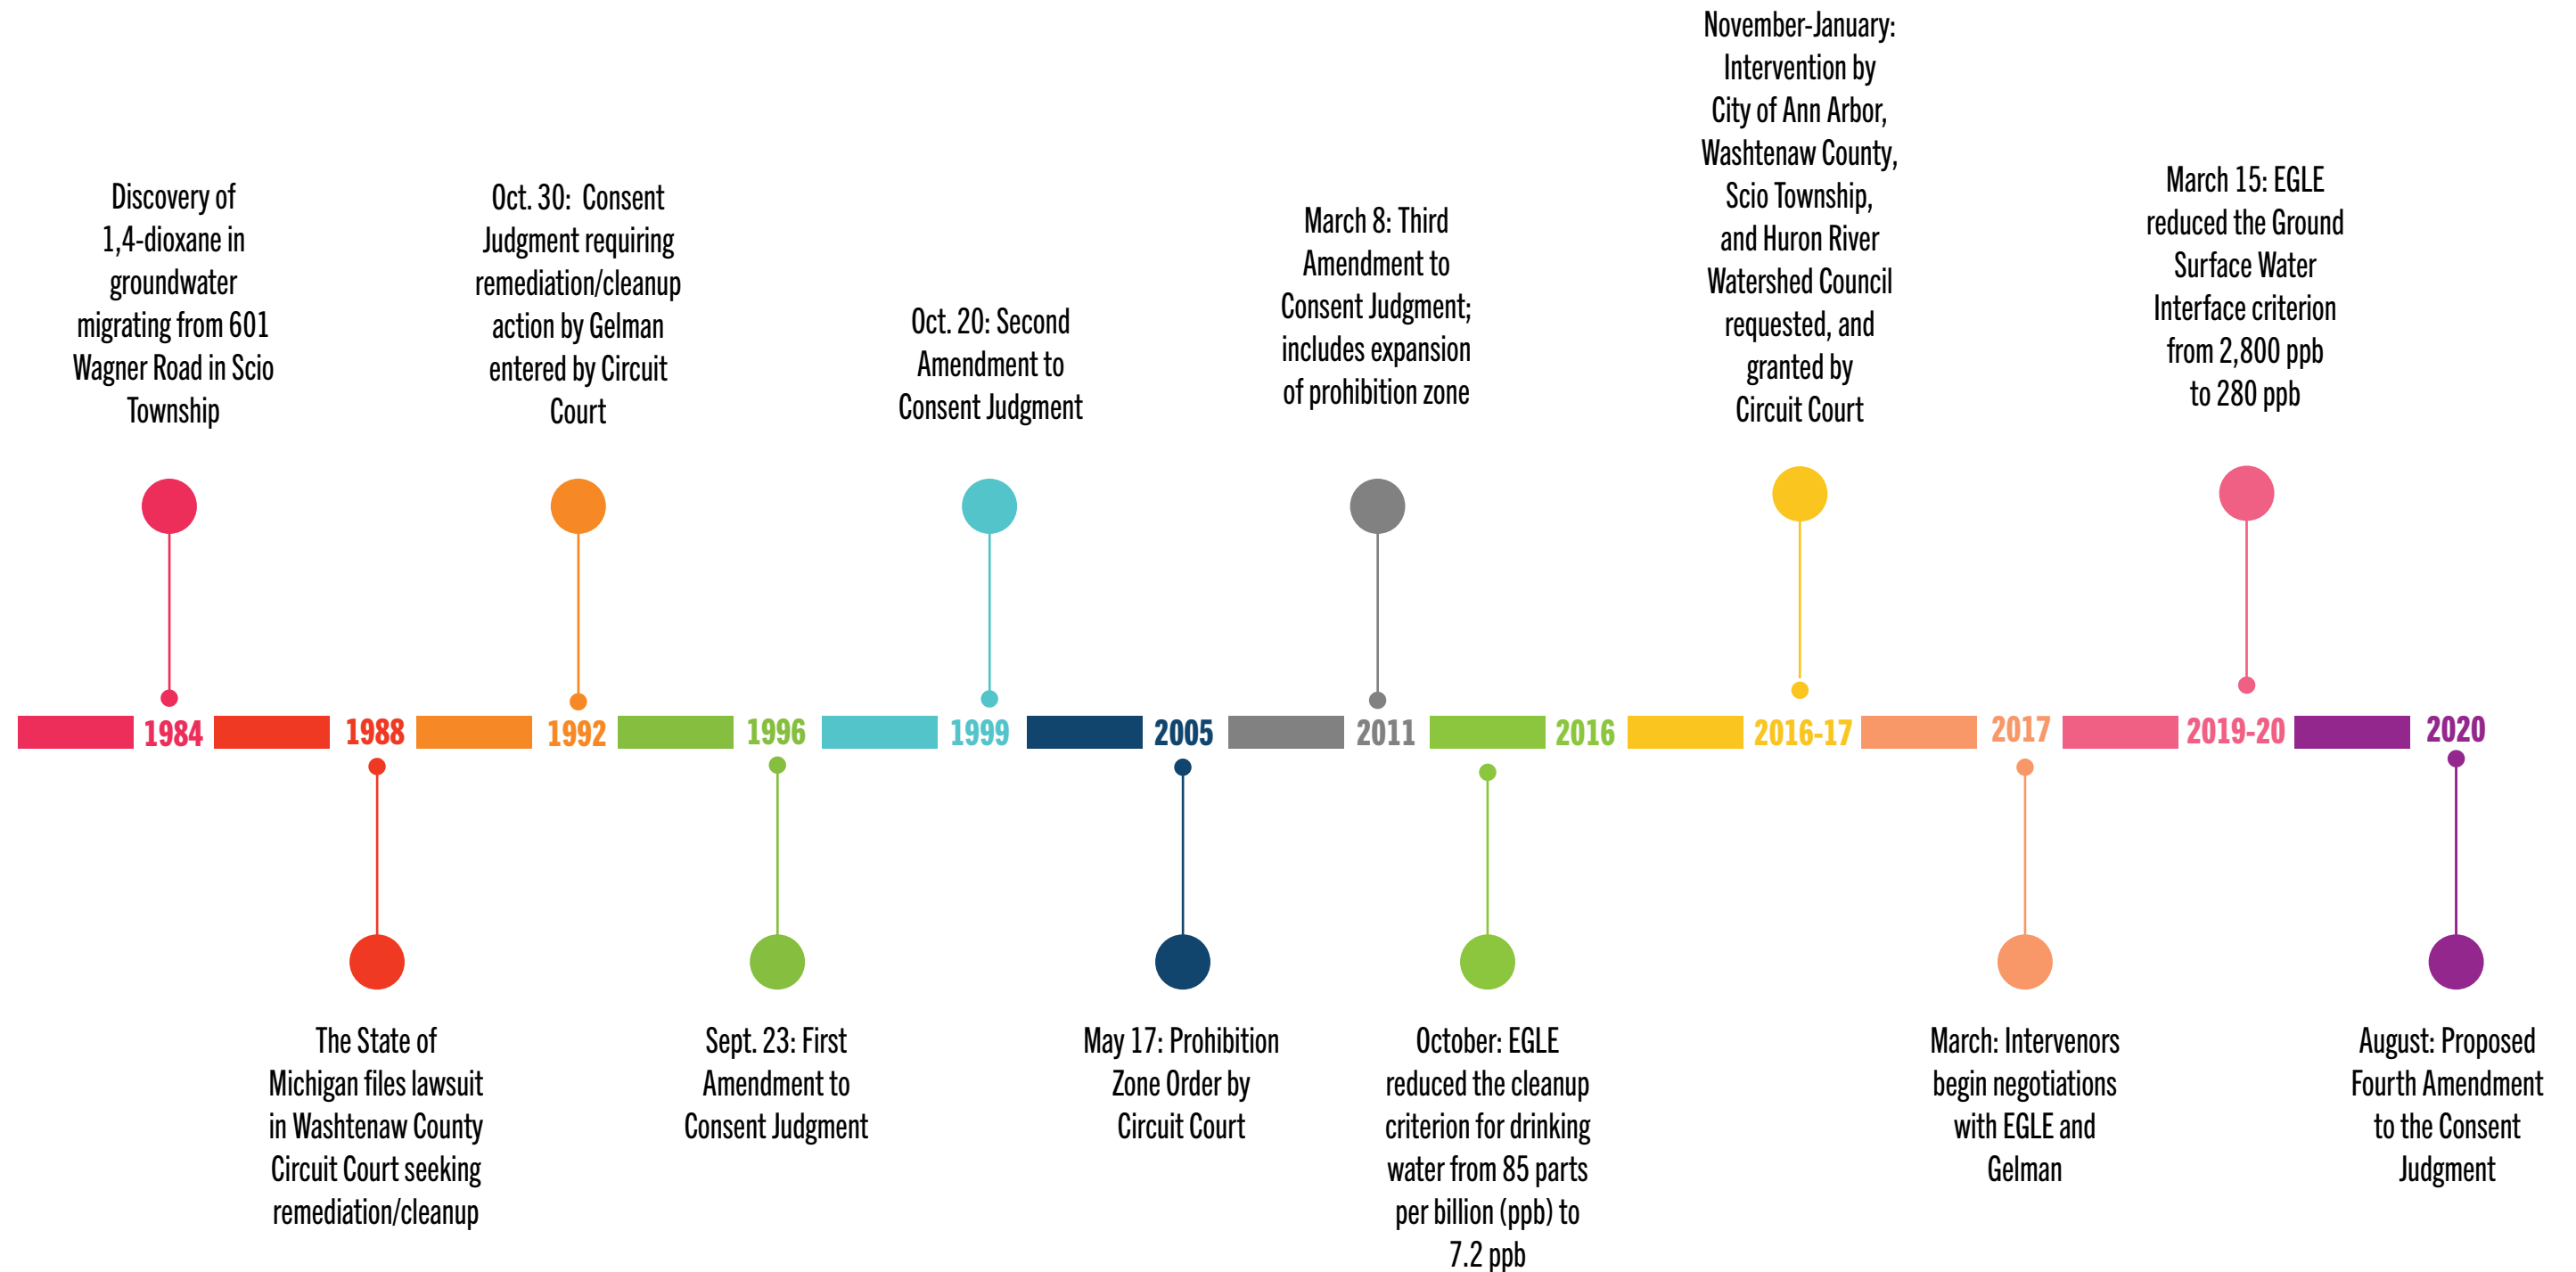 Discovery of
1,4-dioxane in
groundwater
migrating from 601
Wagner Road in Scio
Township
1984
The State of
Michigan files lawsuit
in Washtenaw County
Circuit Court seeking
remediation/cleanup
1988
Oct. 30:  Consent
Judgment requiring
remediation/cleanup
action by Gelman
entered by Circuit
Court
1992
Sept. 23: First
Amendment to
Consent Judgment
1996
Oct. 20: Second
Amendment to
Consent Judgment
1999
May 17: Prohibition
Zone Order by
Circuit Court
2005
March 8: Third
Amendment to
Consent Judgment;
includes expansion
of prohibition zone
2011
October: EGLE
reduced the cleanup
criterion for drinking
water from 85 parts
per billion (ppb) to
7.2 ppb
2016
November-January:
Intervention by
City of Ann Arbor,
Washtenaw County,
Scio Township,
and Huron River
Watershed Council
requested, and
granted by
Circuit Court
2016-17
March: Intervenors
begin negotiations
with EGLE and
Gelman
2017
March 15: EGLE
reduced the Ground
Surface Water
Interface criterion
from 2,800 ppb
to 280 ppb
2019-20
August: Proposed
Fourth Amendment
to the Consent
Judgment
2020